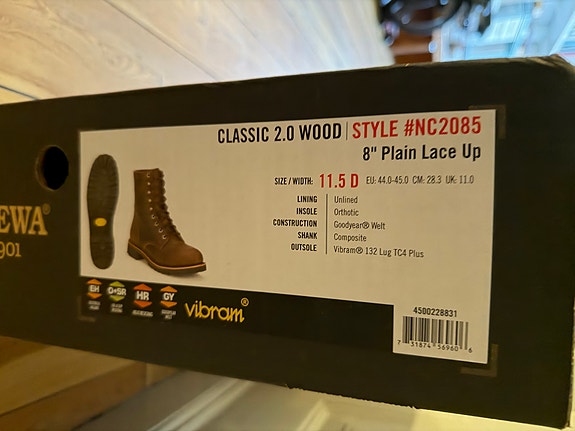 CLASSIC 2.0 WOOD | STYLE #NC2085
8" Plain Lace Up
SIZE / WIDTH: 11.5 D EU: 44.0-45.0 CM: 28.3 UK: 11.0
LINING Unlined
INSOLE Orthotic
CONSTRUCTION Goodyear® Welt
SHANK Composite
OUTSOLE Vibram® 132 Lug TC4 Plus
EWA®
901
EH
O+SR
HR
GY
vibram®
4500228831
7 31874 56960 6